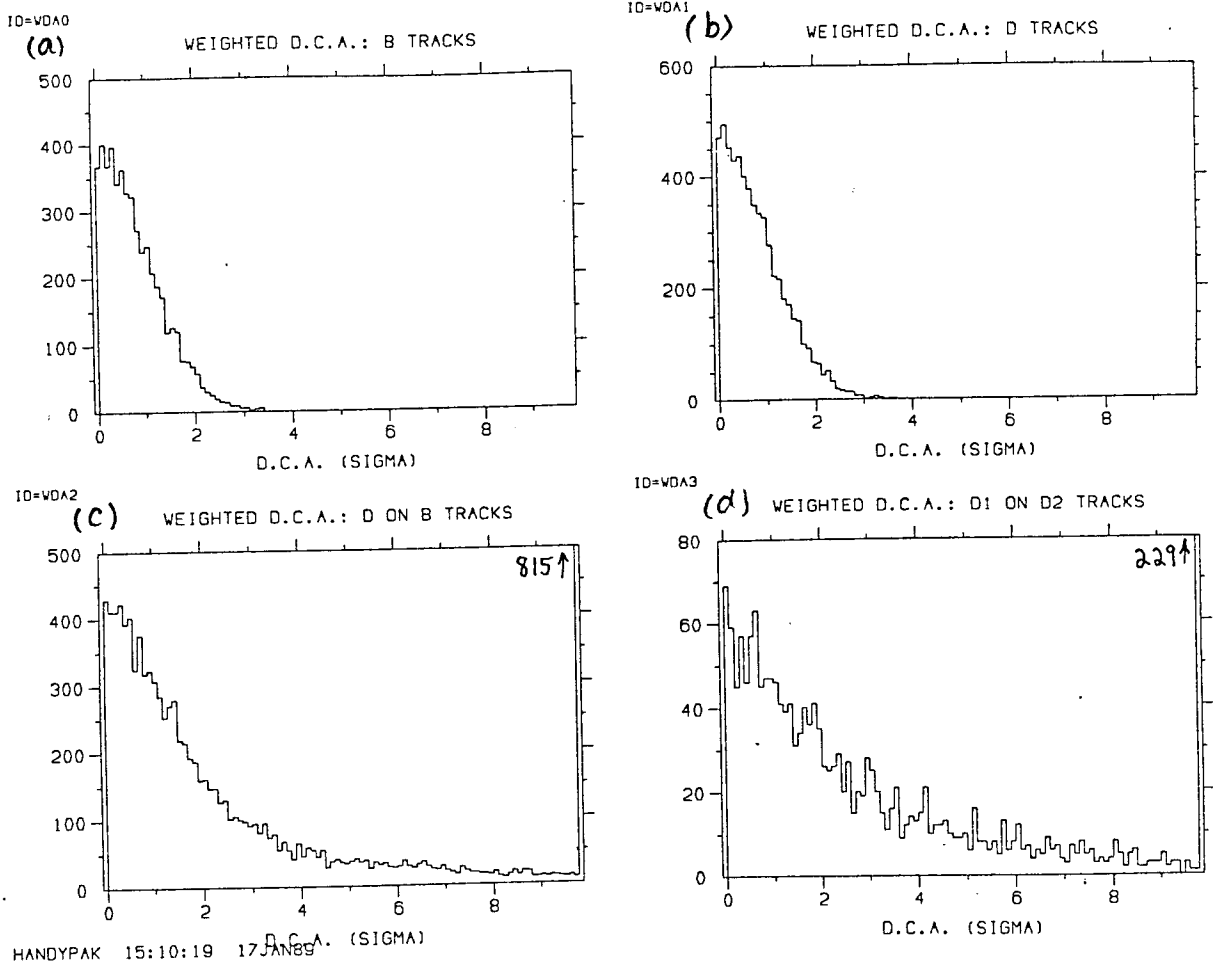 ID=WDA0
(a) WEIGHTED D.C.A.: B TRACKS
500
400
300
200
100
0
0 2 4 6 8
D.C.A. (SIGMA)
ID=WDA1
(b) WEIGHTED D.C.A.: D TRACKS
600
400
200
0
0 2 4 6 8
D.C.A. (SIGMA)
ID=WDA2
(c) WEIGHTED D.C.A.: D ON B TRACKS
815↑
500
400
300
200
100
0
0 2 4 6 8
D.C.A. (SIGMA)
ID=WDA3
(d) WEIGHTED D.C.A.: D1 ON D2 TRACKS
229↑
80
60
40
20
0
0 2 4 6 8
D.C.A. (SIGMA)
HANDYPAK 15:10:19 17JAN89